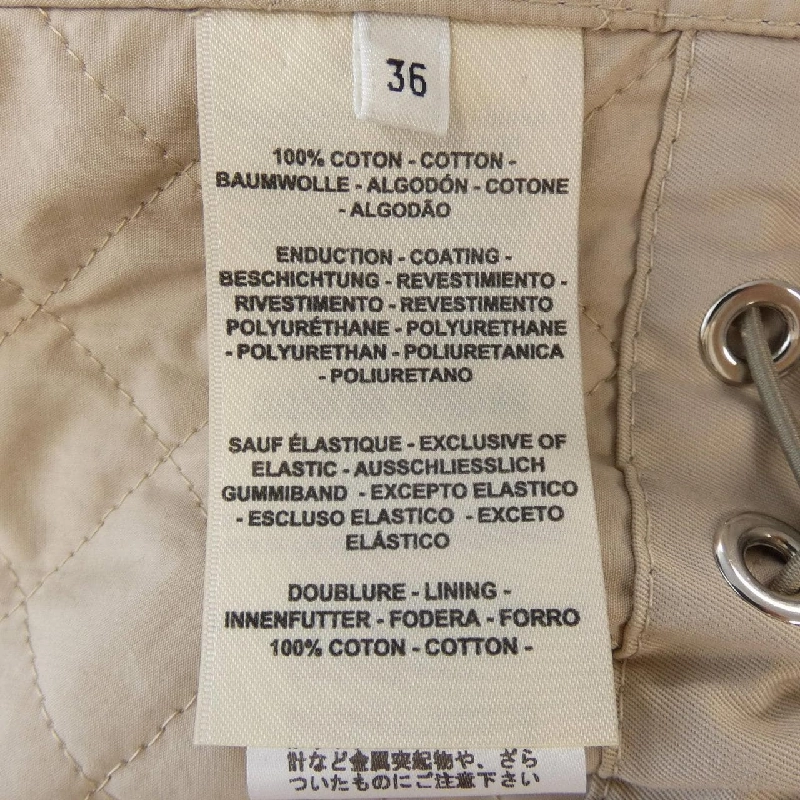 36
100% COTON - COTTON -
BAUMWOLLE - ALGODÓN - COTONE
- ALGODÃO
ENDUCTION - COATING -
BESCHICHTUNG - REVESTIMIENTO -
RIVESTIMENTO - REVESTIMENTO
POLYURÉTHANE - POLYURETHANE
- POLYURETHAN - POLIURETANICA
- POLIURETANO
SAUF ÉLASTIQUE - EXCLUSIVE OF
ELASTIC - AUSSCHLIESSLICH
GUMMIBAND - EXCEPTO ELASTICO
- ESCLUSO ELASTICO - EXCETO
ELÁSTICO
DOUBLURE - LINING -
INNENFUTTER - FODERA - FORRO
100% COTON - COTTON -
計など金属突起物や、ざら
ついたものにご注意下さい